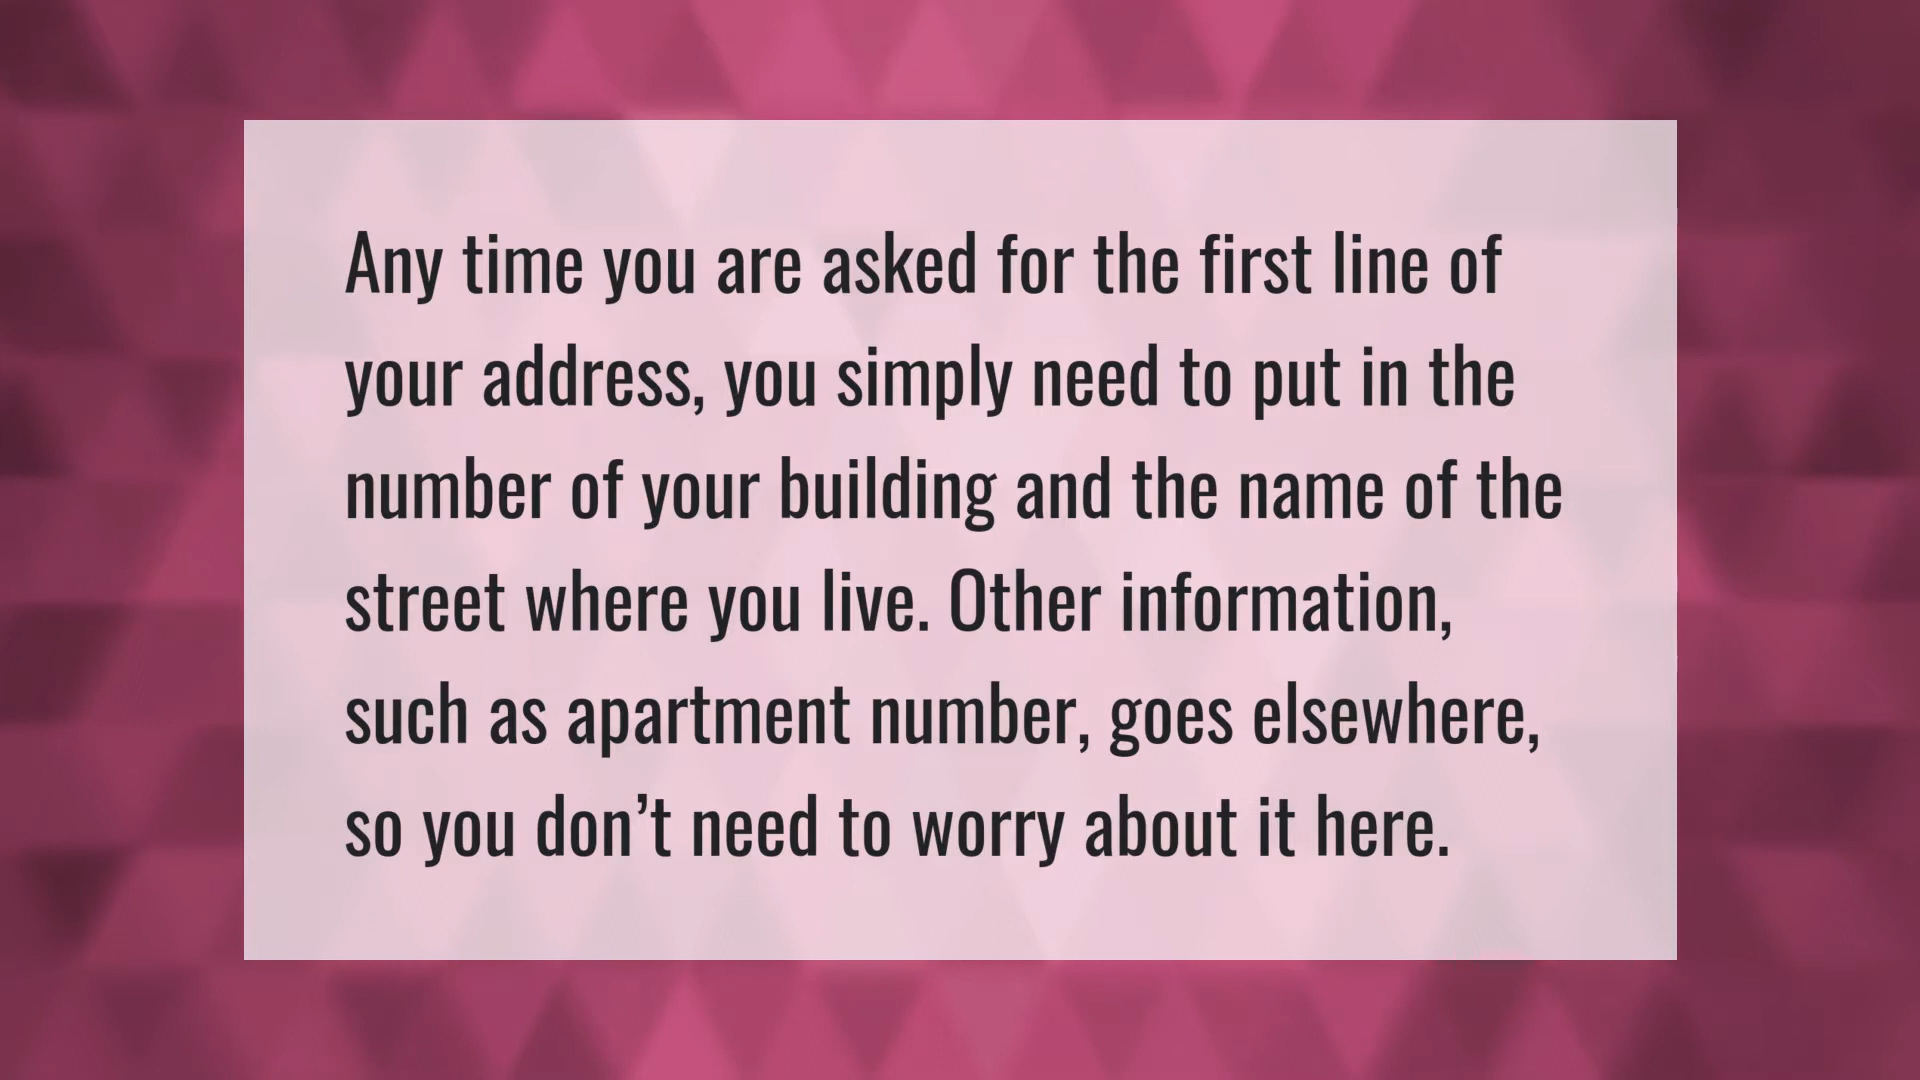 Any time you are asked for the first line of
your address, you simply need to put in the
number of your building and the name of the
street where you live. Other information,
such as apartment number, goes elsewhere,
so you don’t need to worry about it here.